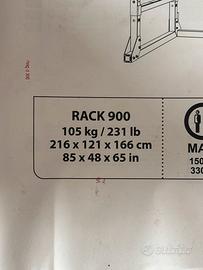 RACK 900
105 kg / 231 lb
216 x 121 x 166 cm
85 x 48 x 65 in
MA
150
330
subito